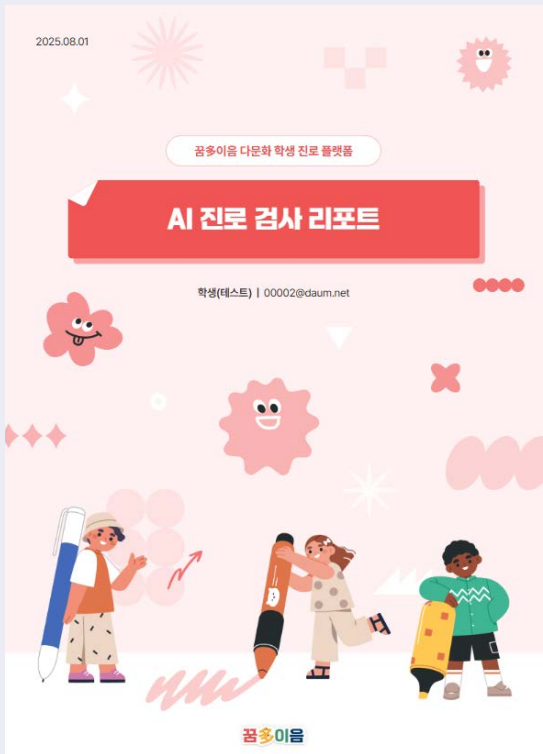 2025.08.01
꿈多이음 다문화 학생 진로 플랫폼
AI 진로 검사 리포트
학생(테스트) | 00002@daum.net
꿈多이음